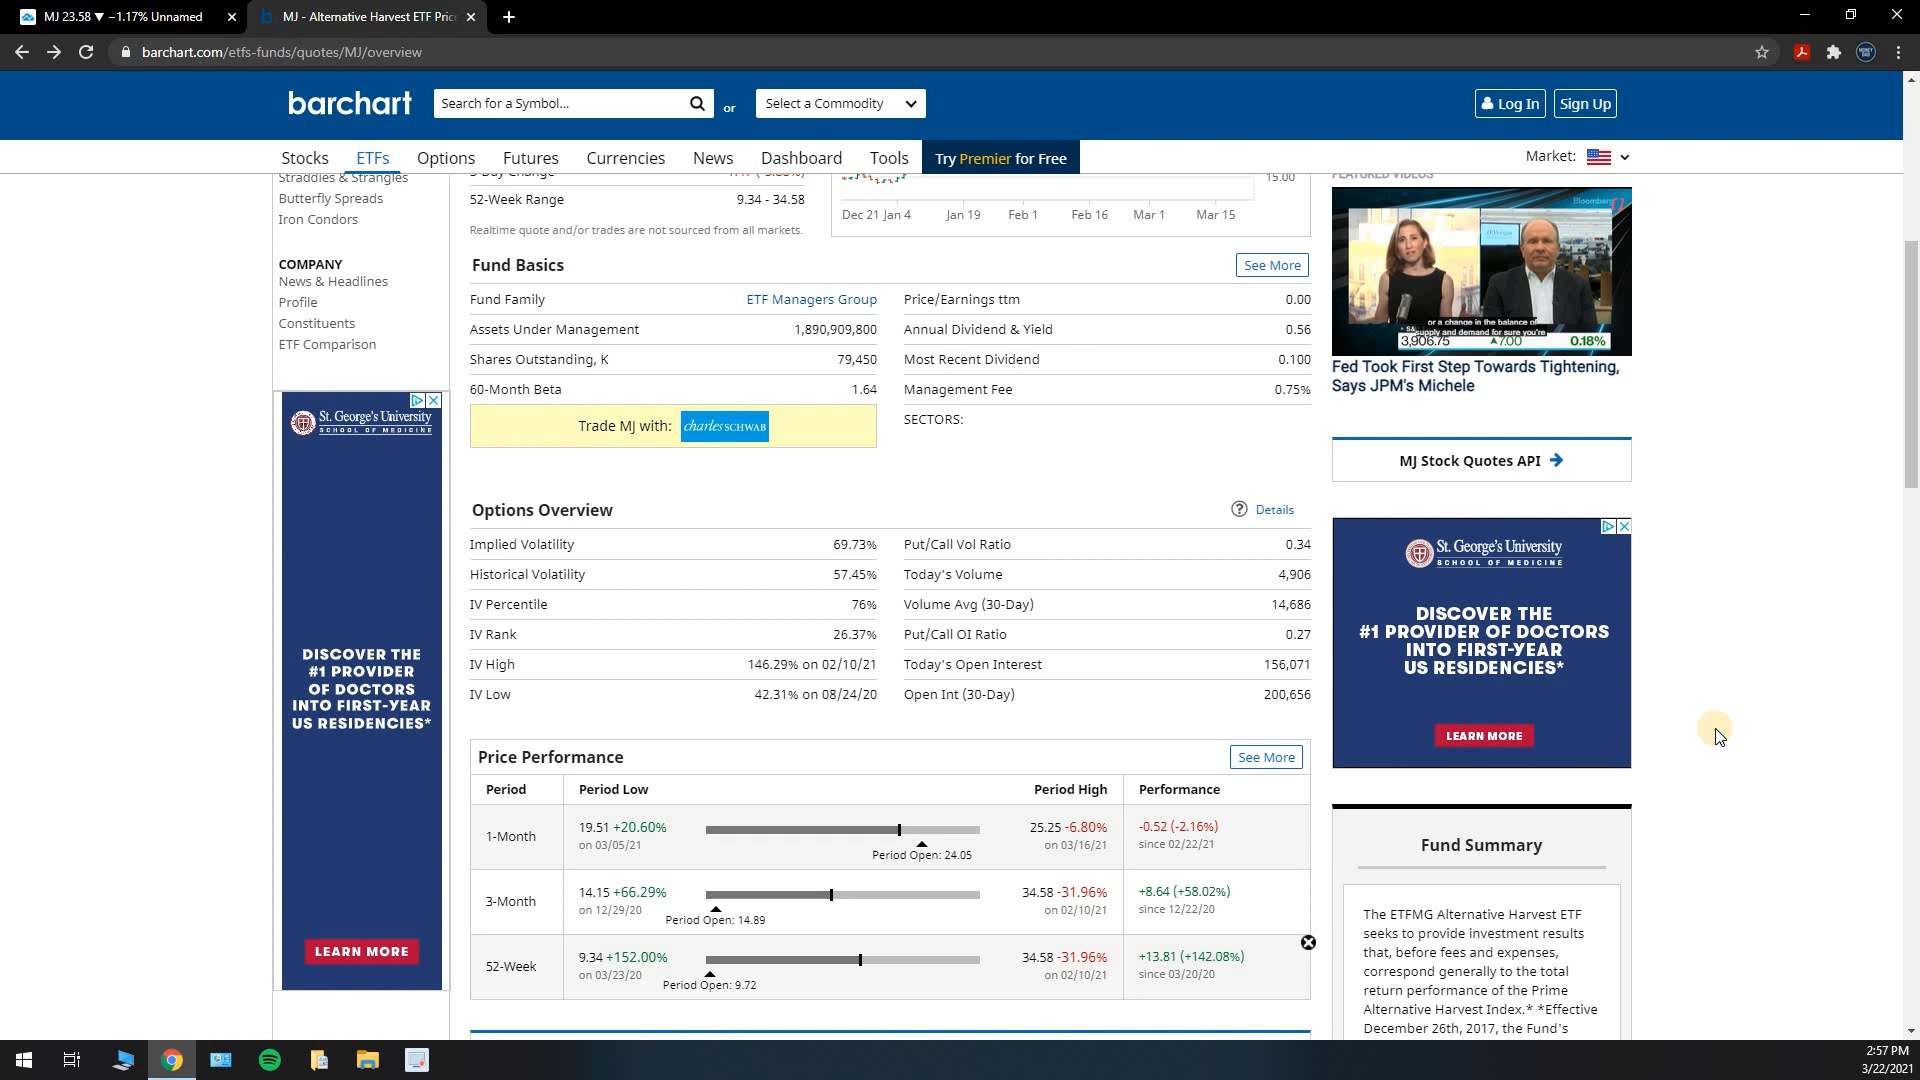 MJ 23.58 ▼ −1.17% Unnamed
MJ - Alternative Harvest ETF Pric
barchart.com/etfs-funds/quotes/MJ/overview
barchart
Search for a Symbol...
or
Select a Commodity
Log In
Sign Up
Stocks ETFs Options Futures Currencies News Dashboard Tools Try Premier for Free
Market:
Straddles & Strangles
Butterfly Spreads
Iron Condors
COMPANY
News & Headlines
Profile
Constituents
ETF Comparison
52-Week Range 9.34 - 34.58
Realtime quote and/or trades are not sourced from all markets.
15.00
Dec 21 Jan 4 Jan 19 Feb 1 Feb 16 Mar 1 Mar 15
Fund Basics See More
Fund Family ETF Managers Group Price/Earnings ttm 0.00
Assets Under Management 1,890,909,800 Annual Dividend & Yield 0.56
Shares Outstanding, K 79,450 Most Recent Dividend 0.100
60-Month Beta 1.64 Management Fee 0.75%
Trade MJ with: charles SCHWAB SECTORS:
Options Overview Details
Implied Volatility 69.73% Put/Call Vol Ratio 0.34
Historical Volatility 57.45% Today's Volume 4,906
IV Percentile 76% Volume Avg (30-Day) 14,686
IV Rank 26.37% Put/Call OI Ratio 0.27
IV High 146.29% on 02/10/21 Today's Open Interest 156,071
IV Low 42.31% on 08/24/20 Open Int (30-Day) 200,656
Price Performance See More
Period Period Low Period High Performance
1-Month 19.51 +20.60% on 03/05/21 Period Open: 24.05 25.25 -6.80% on 03/16/21 -0.52 (-2.16%) since 02/22/21
3-Month 14.15 +66.29% on 12/29/20 Period Open: 14.89 34.58 -31.96% on 02/10/21 +8.64 (+58.02%) since 12/22/20
52-Week 9.34 +152.00% on 03/23/20 Period Open: 9.72 34.58 -31.96% on 02/10/21 +13.81 (+142.08%) since 03/20/20
St. George's University
SCHOOL OF MEDICINE
DISCOVER THE
#1 PROVIDER
OF DOCTORS
INTO FIRST-YEAR
US RESIDENCIES*
LEARN MORE
FEATURED VIDEOS
Bloomberg
or a change in the balance of
supply and demand for sure you're
3,906.75 ▲7.00 0.18%
Fed Took First Step Towards Tightening,
Says JPM's Michele
MJ Stock Quotes API
St. George's University
SCHOOL OF MEDICINE
DISCOVER THE
#1 PROVIDER OF DOCTORS
INTO FIRST-YEAR
US RESIDENCIES*
LEARN MORE
Fund Summary
The ETFMG Alternative Harvest ETF
seeks to provide investment results
that, before fees and expenses,
correspond generally to the total
return performance of the Prime
Alternative Harvest Index.* *Effective
December 26th, 2017, the Fund's
2:57 PM
3/22/2021